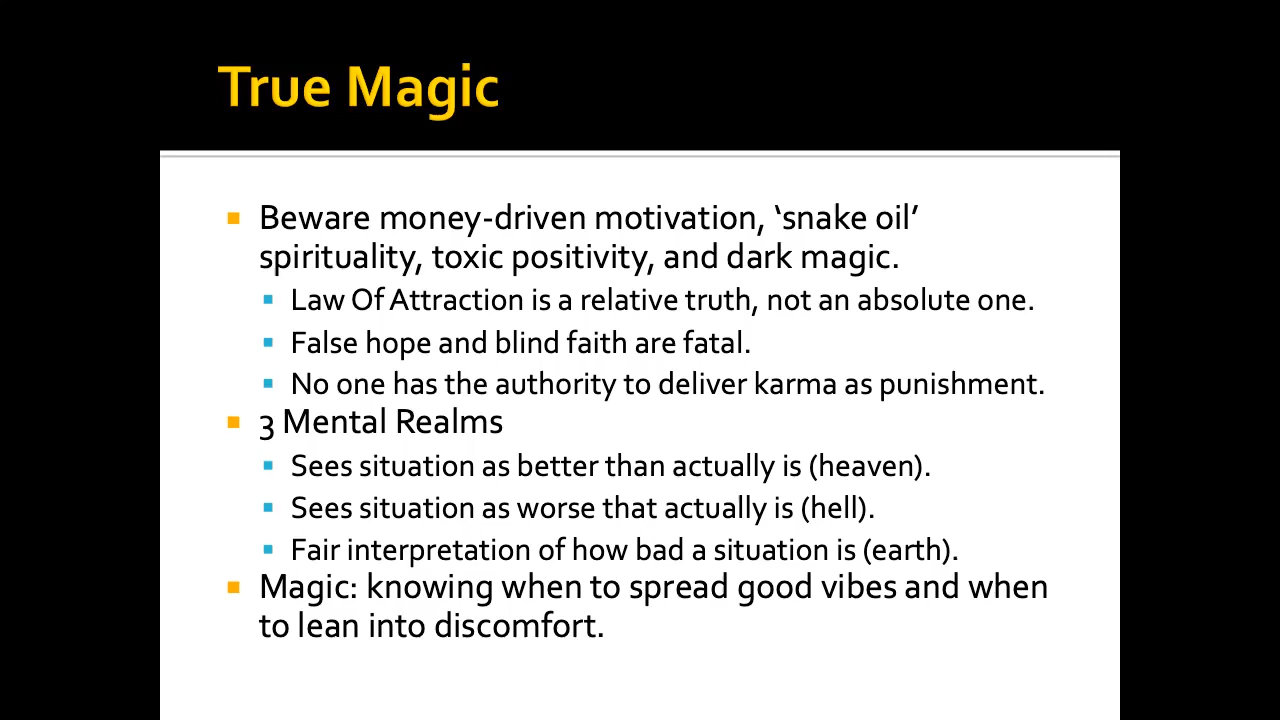 True Magic
Beware money-driven motivation, ‘snake oil’
spirituality, toxic positivity, and dark magic.
Law Of Attraction is a relative truth, not an absolute one.
False hope and blind faith are fatal.
No one has the authority to deliver karma as punishment.
3 Mental Realms
Sees situation as better than actually is (heaven).
Sees situation as worse that actually is (hell).
Fair interpretation of how bad a situation is (earth).
Magic: knowing when to spread good vibes and when
to lean into discomfort.